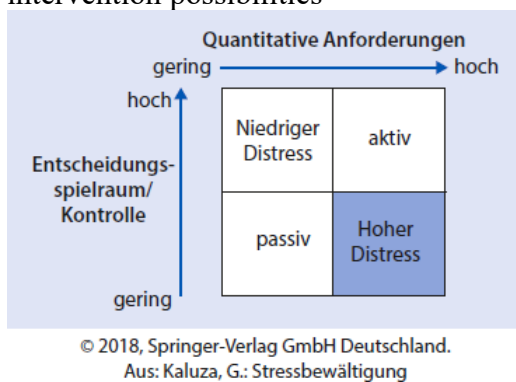 intervention possibilities
Quantitative Anforderungen
gering hoch
hoch
Niedriger
Distress
aktiv
Entscheidungs-
spielraum/
Kontrolle
passiv
Hoher
Distress
gering
© 2018, Springer-Verlag GmbH Deutschland.
Aus: Kaluza, G.: Stressbewältigung